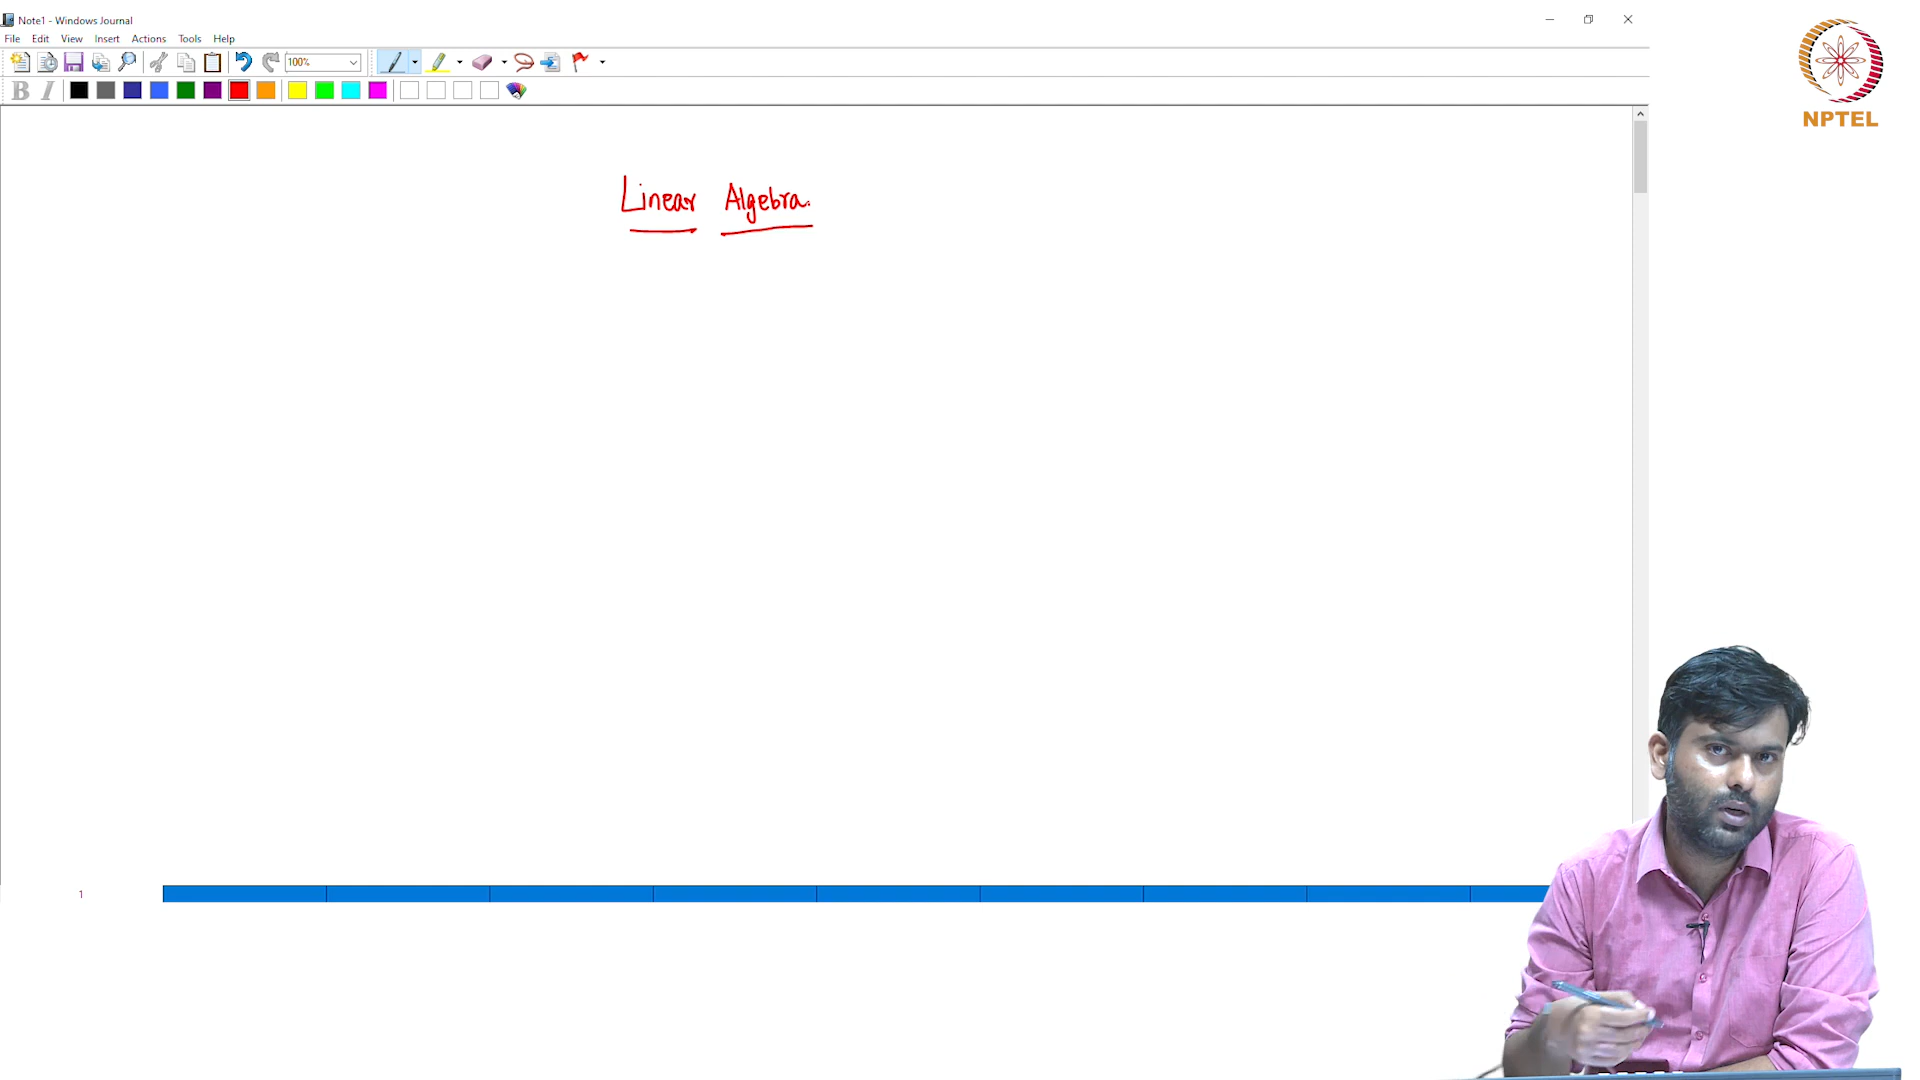 Note1 - Windows Journal
File Edit View Insert Actions Tools Help
100%
B I
NPTEL
Linear Algebra.
1